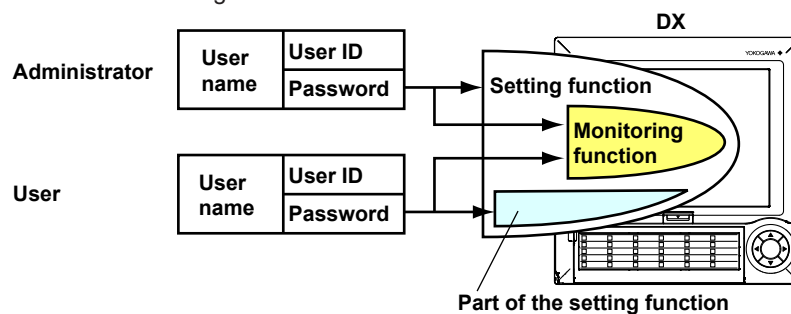 DX
YOKOGAWA
Administrator
User name
User ID
Password
Setting function
Monitoring function
User
User name
User ID
Password
Part of the setting function